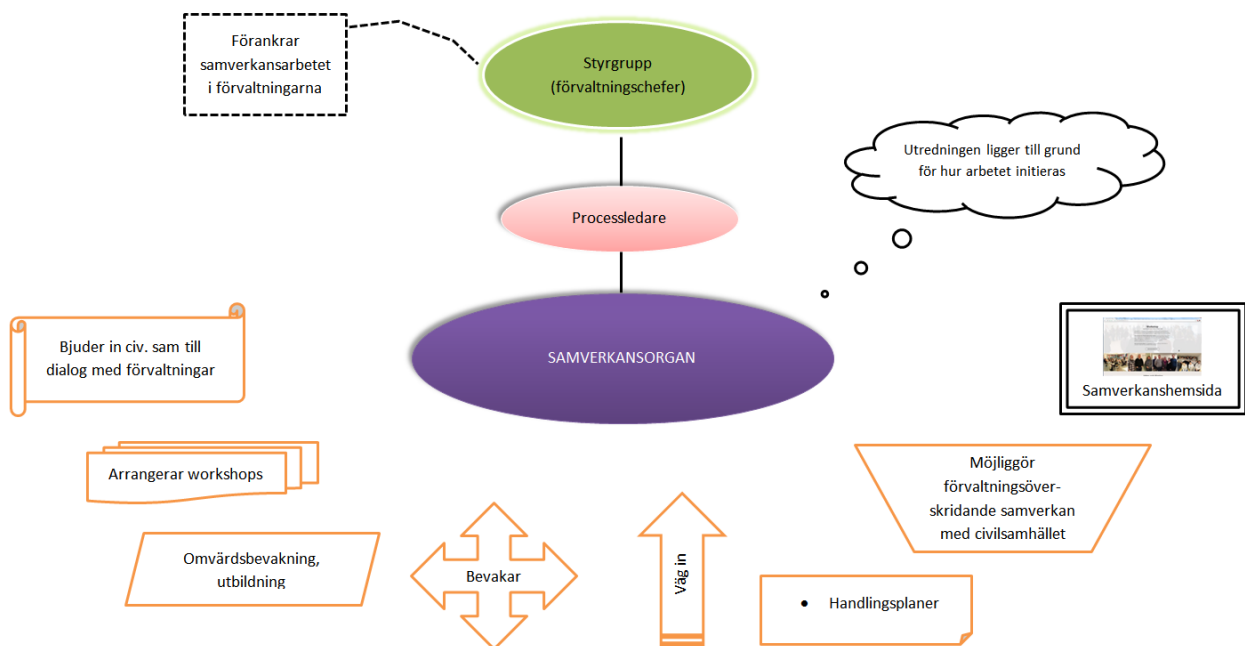 Förankrar
samverkansarbetet
i förvaltningarna
Styrgrupp
(förvaltningschefer)
Utredningen ligger till grund
för hur arbetet initieras
Processledare
SAMVERKANSORGAN
Bjuder in civ. sam till
dialog med förvaltningar
Samverkanshemsida
Arrangerar workshops
Möjliggör
förvaltningsöver-
skridande samverkan
med civilsamhället
Omvärdsbevakning,
utbildning
Bevakar
Väg in
• Handlingsplaner